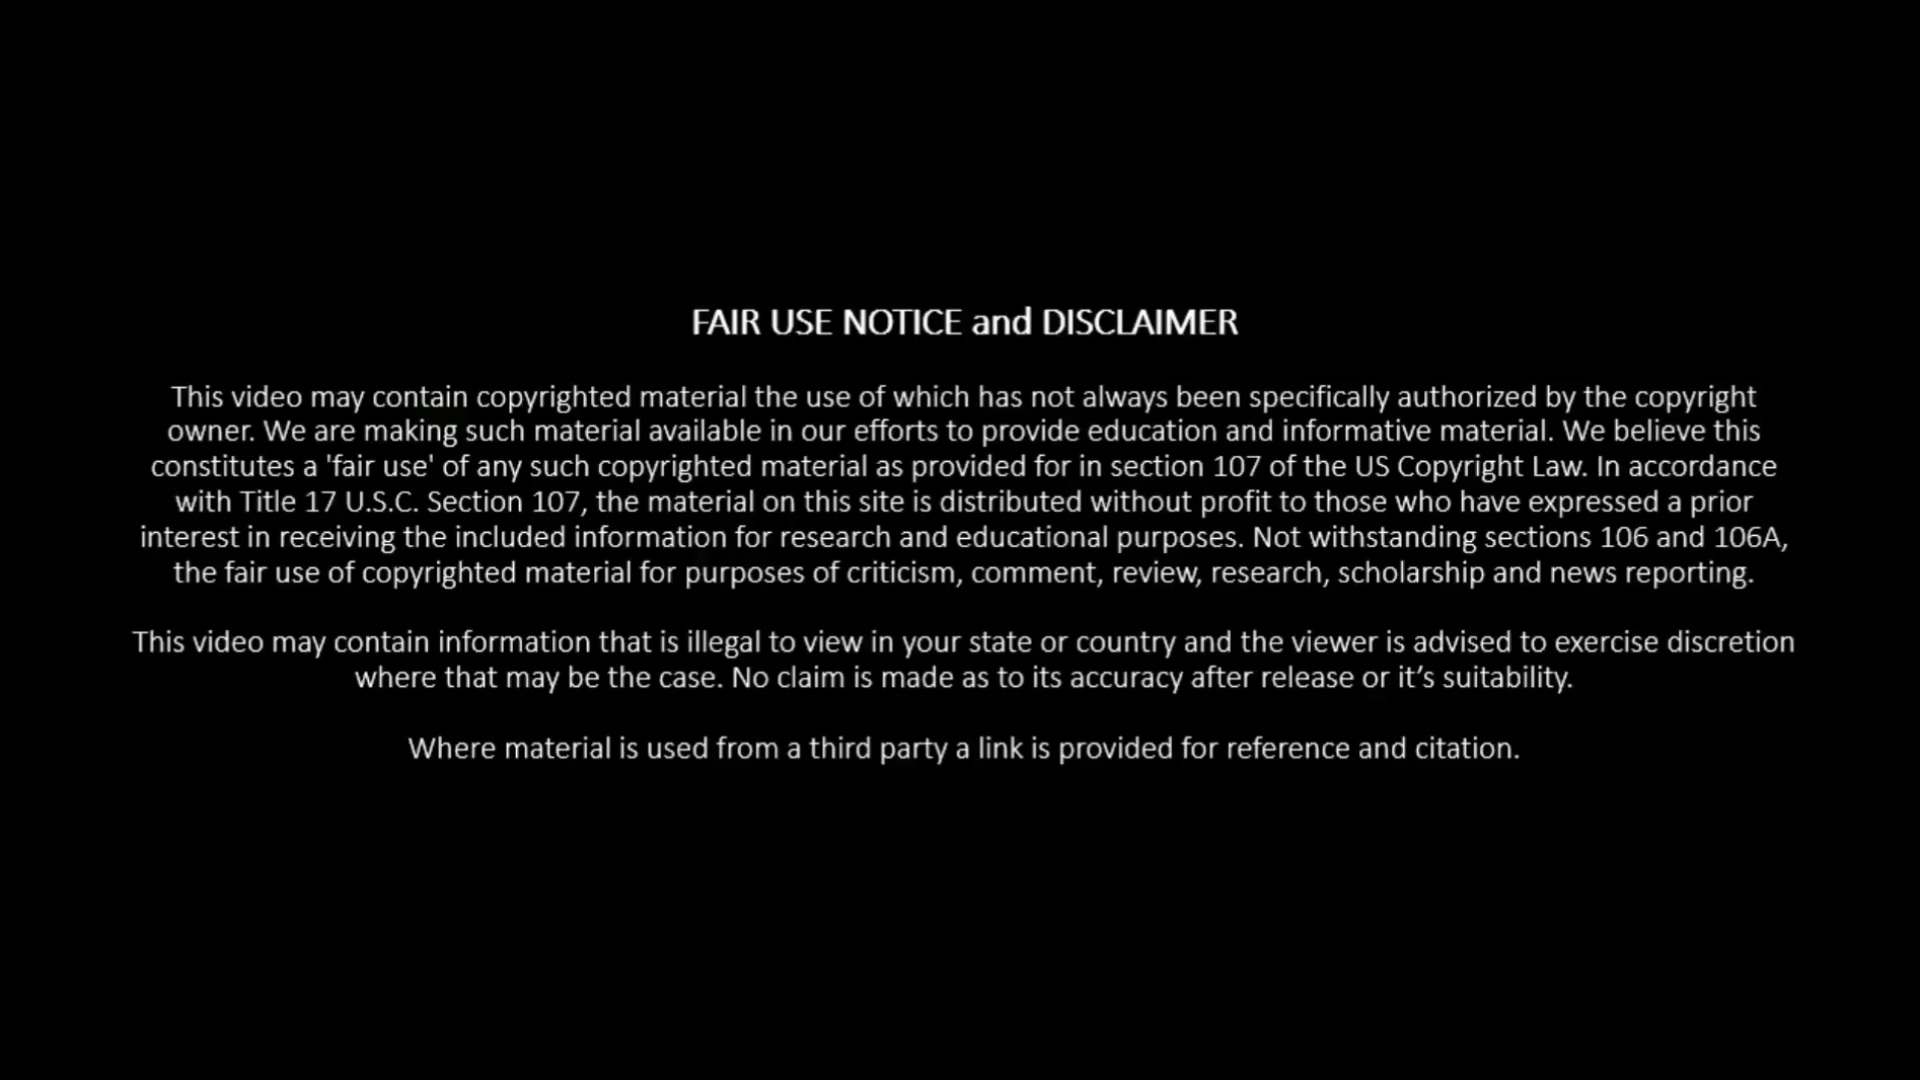 FAIR USE NOTICE and DISCLAIMER
This video may contain copyrighted material the use of which has not always been specifically authorized by the copyright
owner. We are making such material available in our efforts to provide education and informative material. We believe this
constitutes a 'fair use' of any such copyrighted material as provided for in section 107 of the US Copyright Law. In accordance
with Title 17 U.S.C. Section 107, the material on this site is distributed without profit to those who have expressed a prior
interest in receiving the included information for research and educational purposes. Not withstanding sections 106 and 106A,
the fair use of copyrighted material for purposes of criticism, comment, review, research, scholarship and news reporting.
This video may contain information that is illegal to view in your state or country and the viewer is advised to exercise discretion
where that may be the case. No claim is made as to its accuracy after release or it’s suitability.
Where material is used from a third party a link is provided for reference and citation.